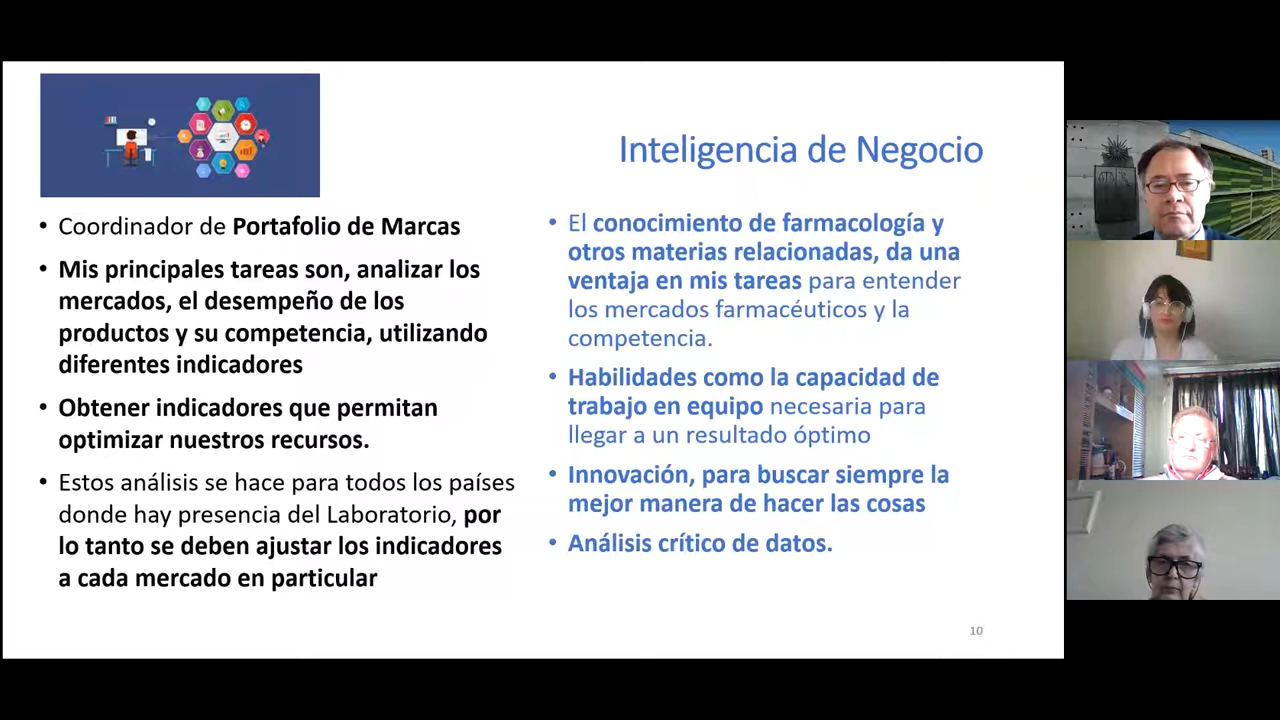 Inteligencia de Negocio
• Coordinador de Portafolio de Marcas
• Mis principales tareas son, analizar los
mercados, el desempeño de los
productos y su competencia, utilizando
diferentes indicadores
• Obtener indicadores que permitan
optimizar nuestros recursos.
• Estos análisis se hace para todos los países
donde hay presencia del Laboratorio, por
lo tanto se deben ajustar los indicadores
a cada mercado en particular
• El conocimiento de farmacología y
otros materias relacionadas, da una
ventaja en mis tareas para entender
los mercados farmacéuticos y la
competencia.
• Habilidades como la capacidad de
trabajo en equipo necesaria para
llegar a un resultado óptimo
• Innovación, para buscar siempre la
mejor manera de hacer las cosas
• Análisis crítico de datos.
10